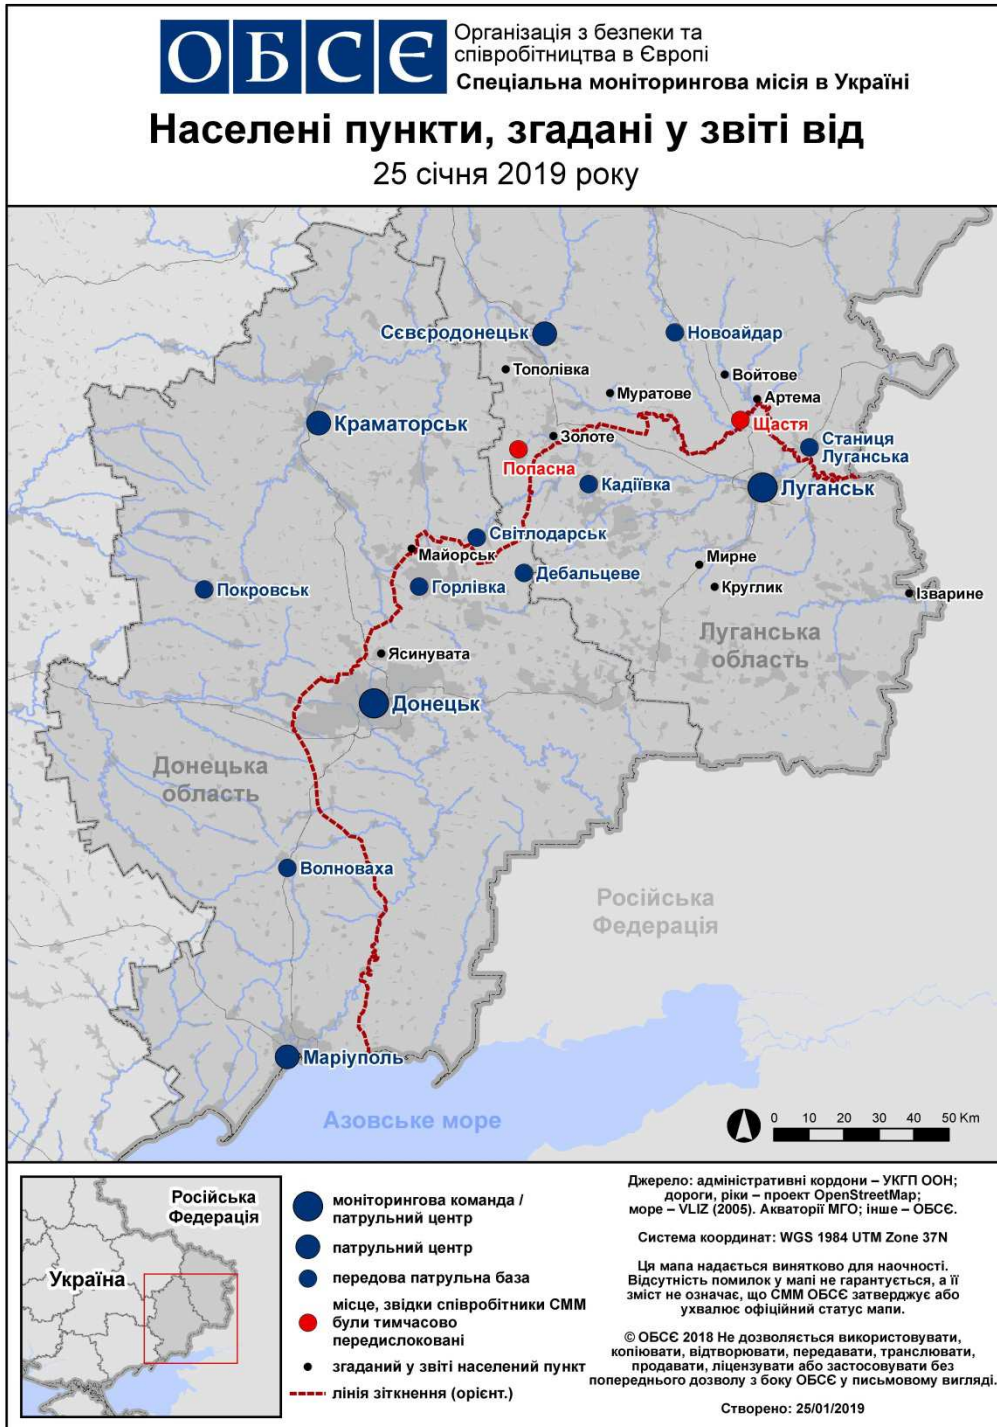 ОБСЄ
Організація з безпеки та
співробітництва в Європі
Спеціальна моніторингова місія в Україні
Населені пункти, згадані у звіті від
25 січня 2019 року
Сєвєродонецьк
Новоайдар
Тополівка
Войтове
Муратове
Артема
Краматорськ
Щастя
Золоте
Станиця
Луганська
Попасна
Кадіївка
Луганськ
Світлодарськ
Майорськ
Мирне
Дебальцеве
Покровськ
Горлівка
Круглик
Ізварине
Луганська
область
Ясинувата
Донецьк
Донецька
область
Волноваха
Російська
Федерація
Маріуполь
Азовське море
0 10 20 30 40 50 Km
Російська
Федерація
Україна
моніторингова команда /
патрульний центр
патрульний центр
передова патрульна база
місце, звідки співробітники СММ
були тимчасово
передислоковані
згаданий у звіті населений пункт
лінія зіткнення (орієнт.)
Джерело: адміністративні кордони – УКГП ООН;
дороги, ріки – проект OpenStreetMap;
море – VLIZ (2005). Акваторії МГО; інше – ОБСЄ.
Система координат: WGS 1984 UTM Zone 37N
Ця мапа надається винятково для наочності.
Відсутність помилок у мапі не гарантується, а її
зміст не означає, що СММ ОБСЄ затверджує або
ухвалює офіційний статус мапи.
© ОБСЄ 2018 Не дозволяється використовувати,
копіювати, відтворювати, передавати, транслювати,
продавати, ліцензувати або застосовувати без
попереднього дозволу з боку ОБСЄ у письмовому вигляді.
Створено: 25/01/2019